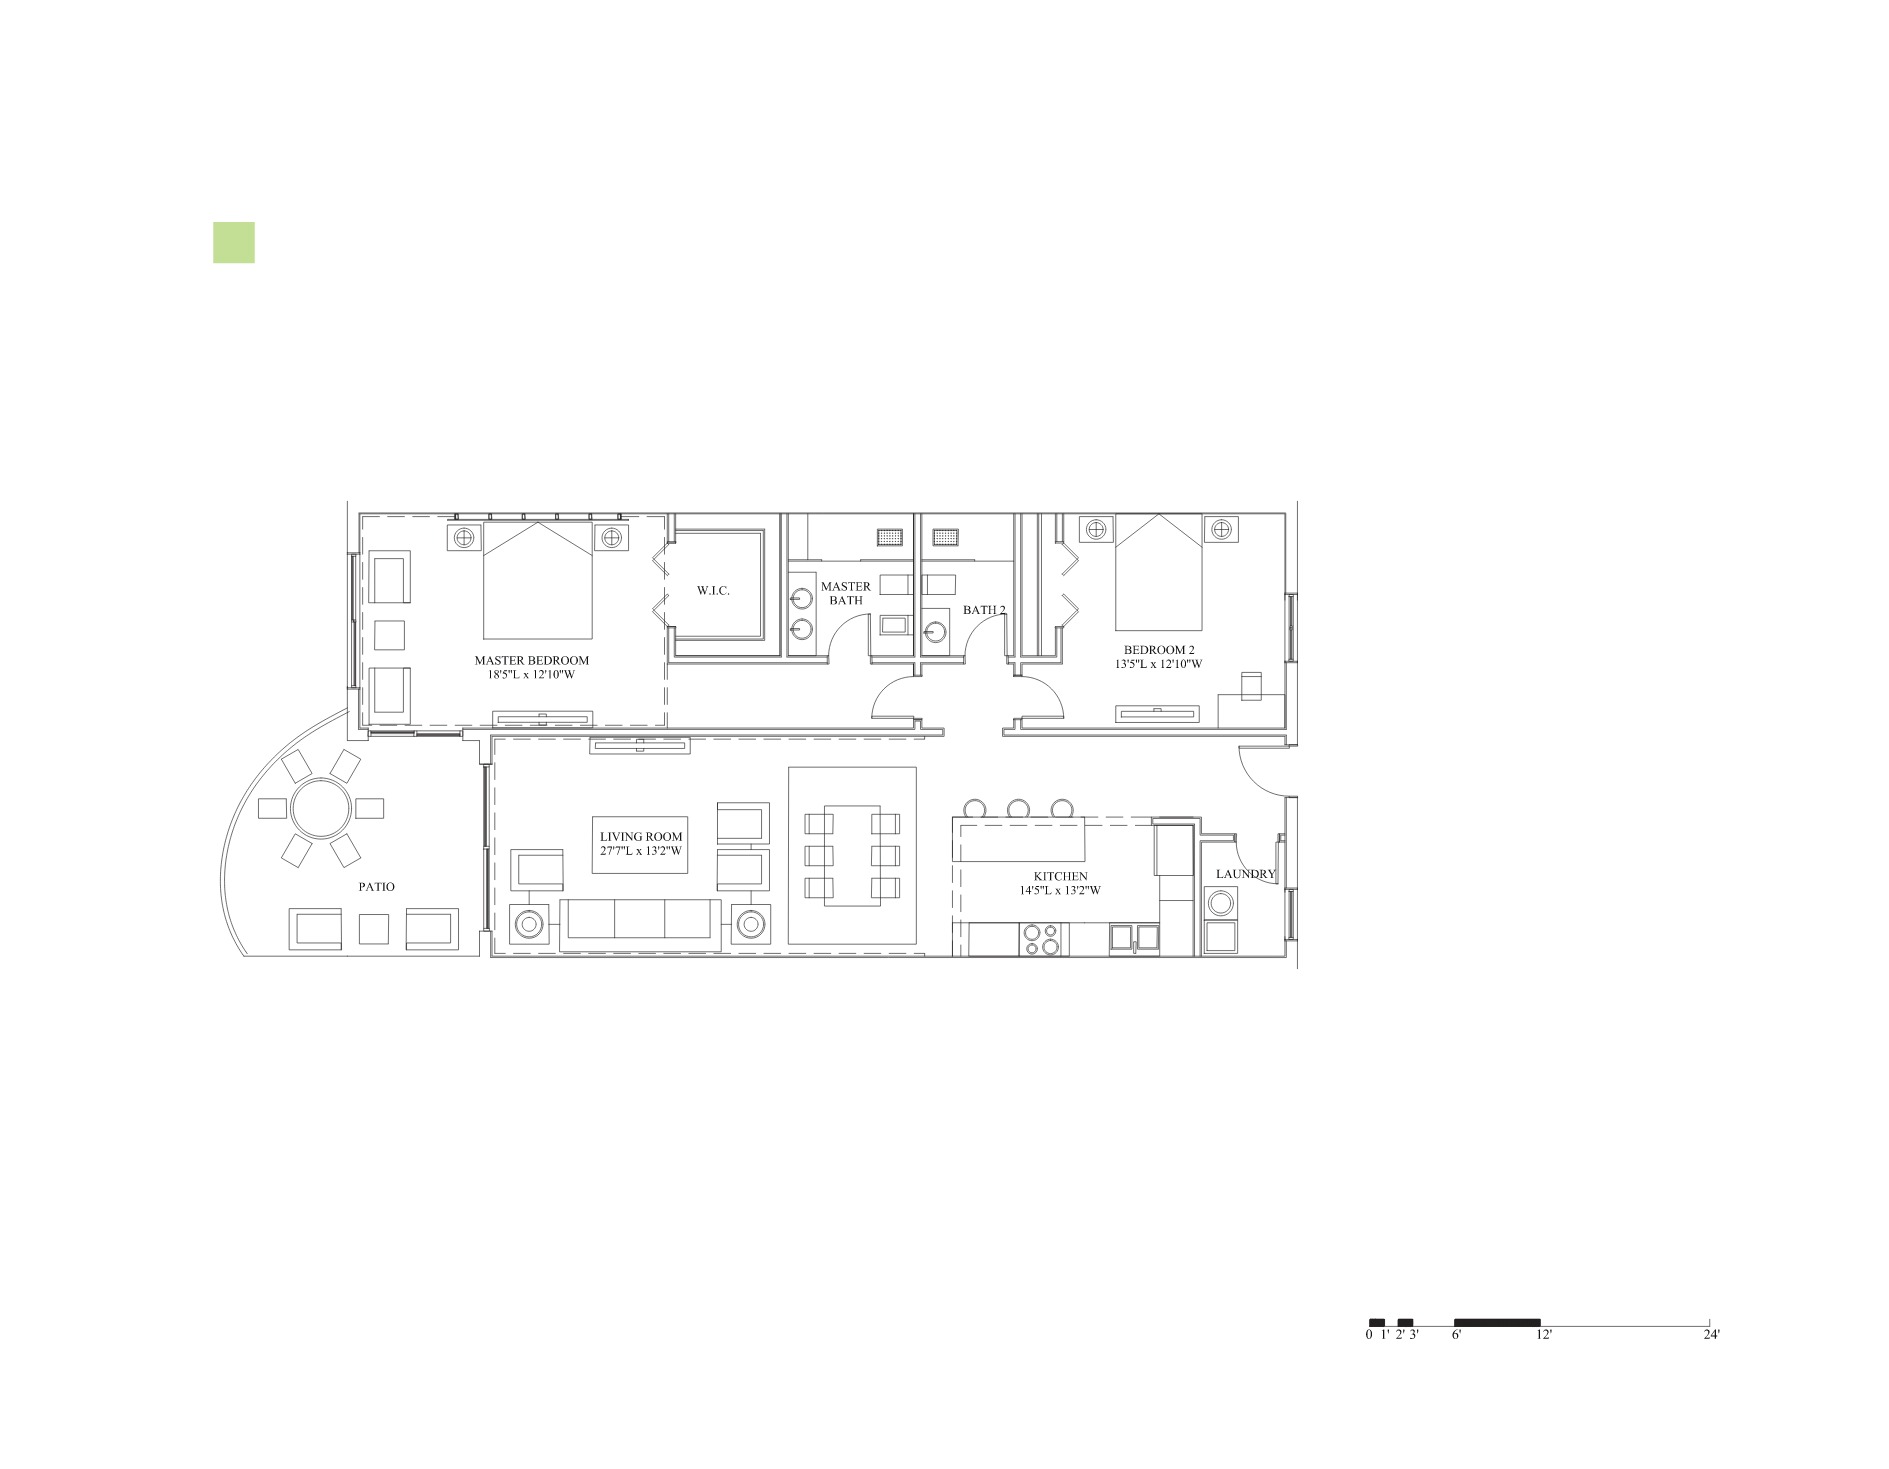 W.I.C.
MASTER
BATH
BATH 2
MASTER BEDROOM
18'5"L x 12'10"W
BEDROOM 2
13'5"L x 12'10"W
LIVING ROOM
27'7"L x 13'2"W
PATIO
KITCHEN
14'5"L x 13'2"W
LAUNDRY
0 1' 2' 3' 6' 12' 24'